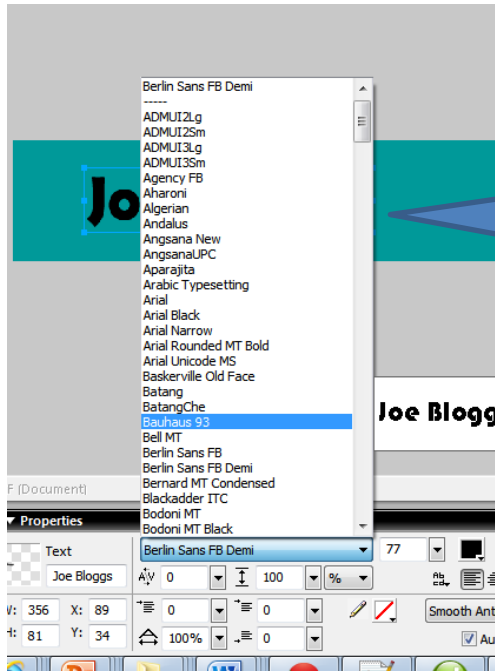 Berlin Sans FB Demi
-----
ADMUI2Lg
ADMUI2Sm
ADMUI3Lg
ADMUI3Sm
Agency FB
Aharoni
Algerian
Andalus
Angsana New
AngsanaUPC
Aparajita
Arabic Typesetting
Arial
Arial Black
Arial Narrow
Arial Rounded MT Bold
Arial Unicode MS
Baskerville Old Face
Batang
BatangChe
Bauhaus 93
Bell MT
Berlin Sans FB
Berlin Sans FB Demi
Bernard MT Condensed
Blackadder ITC
Bodoni MT
Bodoni MT Black
Jo
Joe Blogg
F (Document)
Properties
Text
Berlin Sans FB Demi 77
Joe Bloggs
AV 0 100 %
W: 356 X: 89 0 0 Smooth Ant
H: 81 Y: 34 100% 0 Au